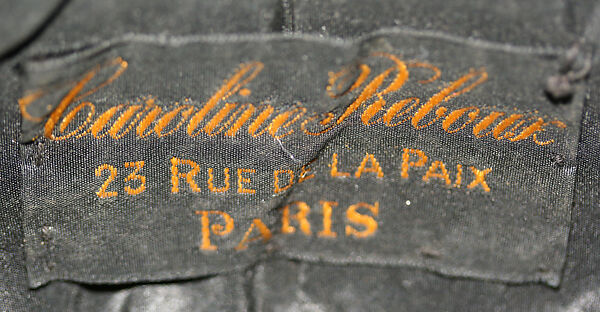 Caroline Reboux
23 RUE DE LA PAIX
PARIS